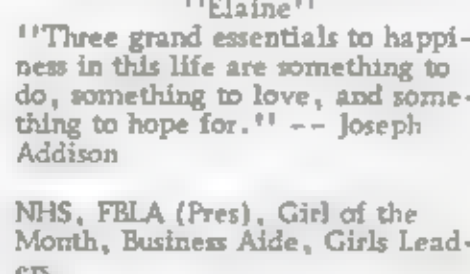 "Elaine"
"Three grand essentials to happi-
ness in this life are something to
do, something to love, and some-
thing to hope for." -- Joseph
Addison
NHS, FBLA (Pres), Girl of the
Month, Business Aide, Girls Lead-
ers